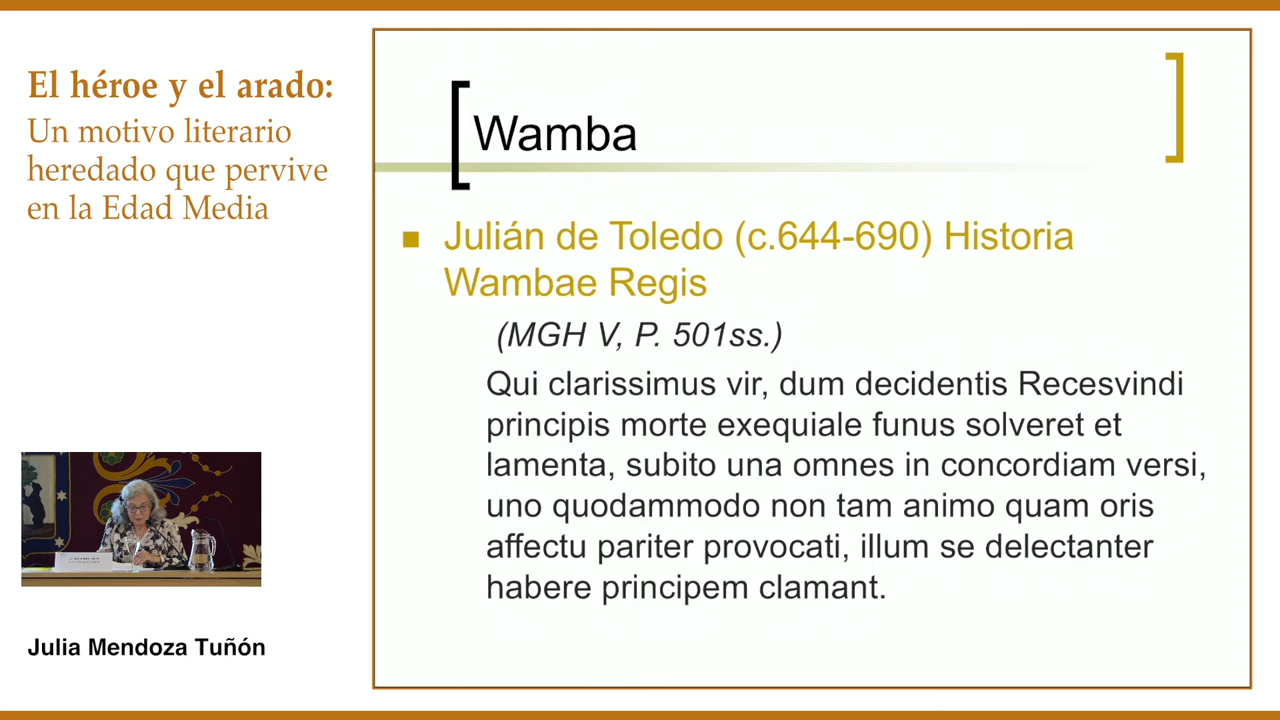 El héroe y el arado:
Un motivo literario
heredado que pervive
en la Edad Media
Wamba
Julián de Toledo (c.644-690) Historia
Wambae Regis
(MGH V, P. 501ss.)
Qui clarissimus vir, dum decidentis Recesvindi
principis morte exequiale funus solveret et
lamenta, subito una omnes in concordiam versi,
uno quodammodo non tam animo quam oris
affectu pariter provocati, illum se delectanter
habere principem clamant.
Julia Mendoza Tuñón